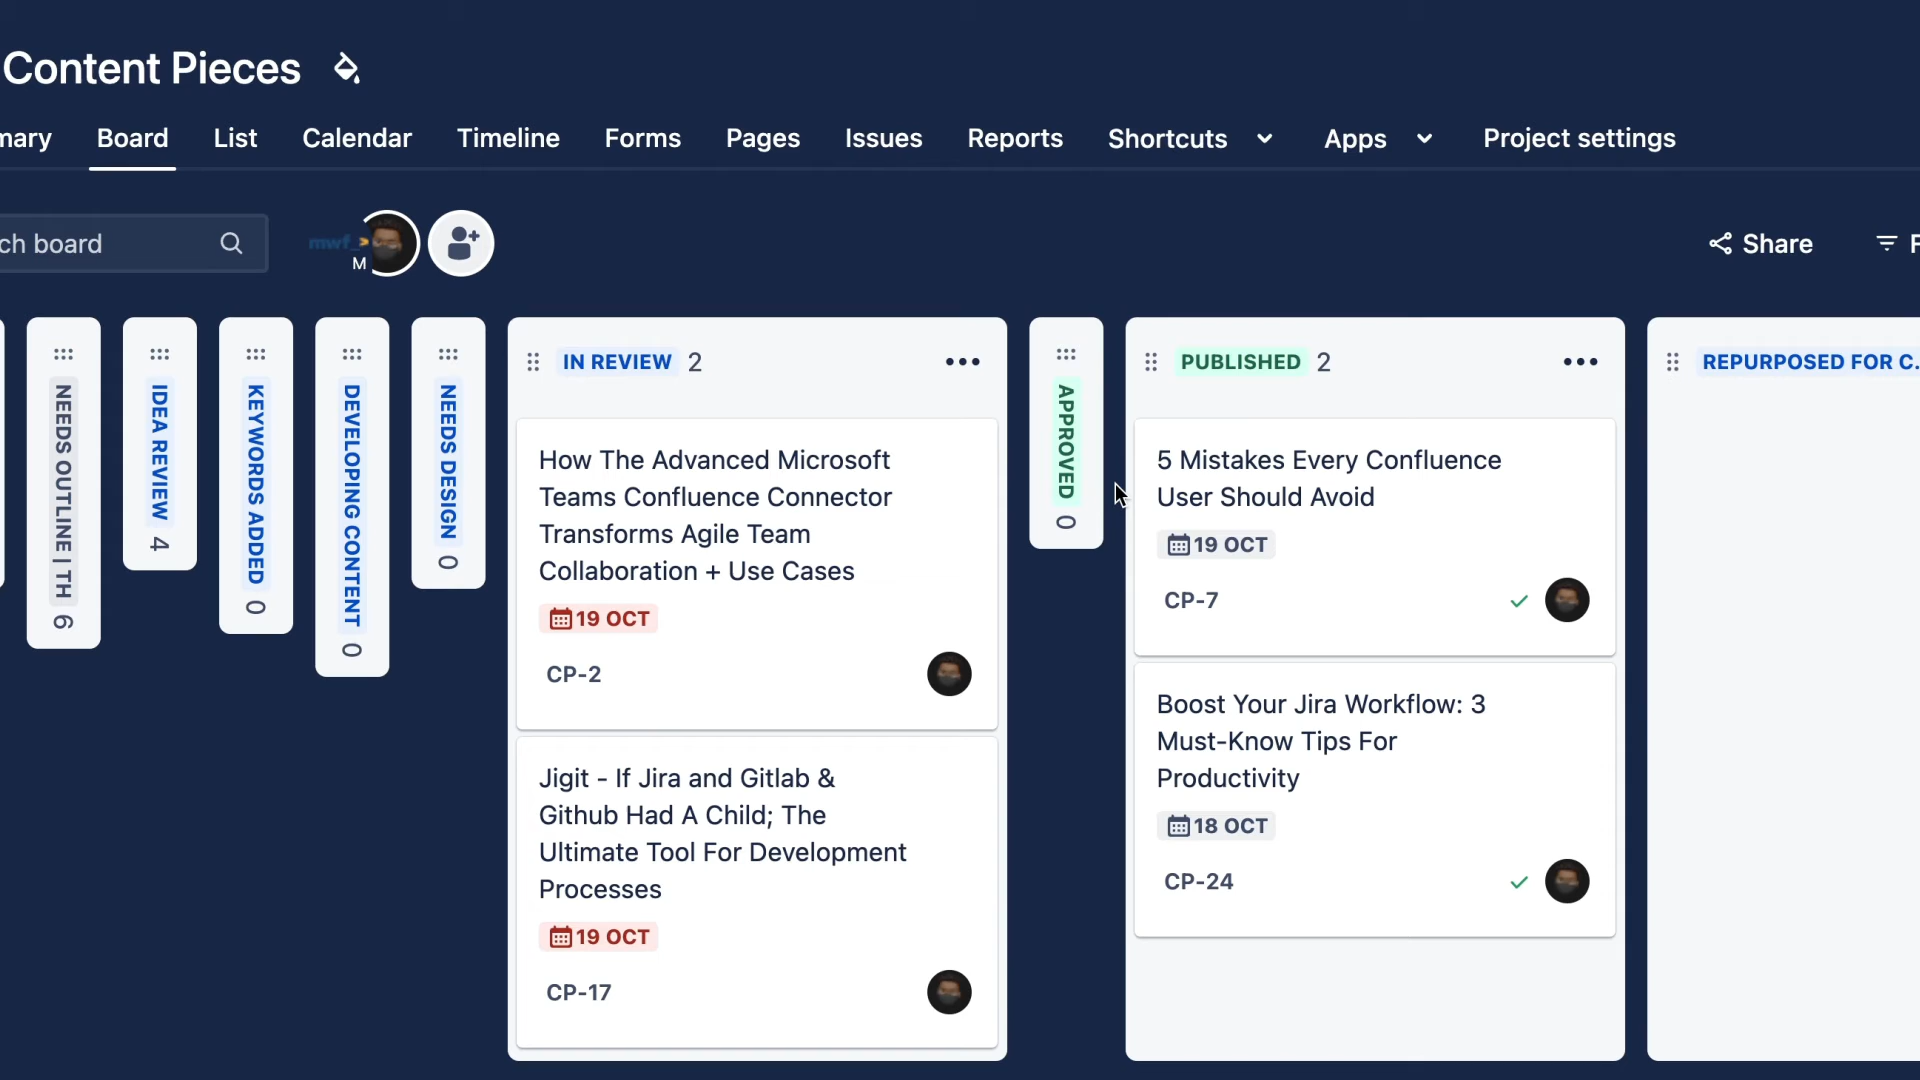 Content Pieces
mary
Board
List
Calendar
Timeline
Forms
Pages
Issues
Reports
Shortcuts
Apps
Project settings
ch board
mwf_>
M
Share
F
NEEDS OUTLINE | TH 6
IDEA REVIEW 4
KEYWORDS ADDED 0
DEVELOPING CONTENT 0
NEEDS DESIGN 0
IN REVIEW 2
How The Advanced Microsoft
Teams Confluence Connector
Transforms Agile Team
Collaboration + Use Cases
19 OCT
CP-2
Jigit - If Jira and Gitlab &
Github Had A Child; The
Ultimate Tool For Development
Processes
19 OCT
CP-17
APPROVED 0
PUBLISHED 2
5 Mistakes Every Confluence
User Should Avoid
19 OCT
CP-7
Boost Your Jira Workflow: 3
Must-Know Tips For
Productivity
18 OCT
CP-24
REPURPOSED FOR C.